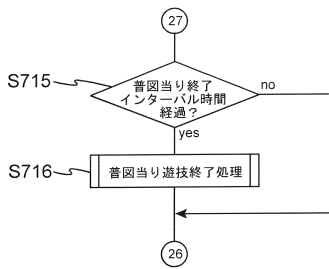 27
S715
普図当り終了
インターバル時間
経過？
no
yes
S716
普図当り遊技終了処理
26